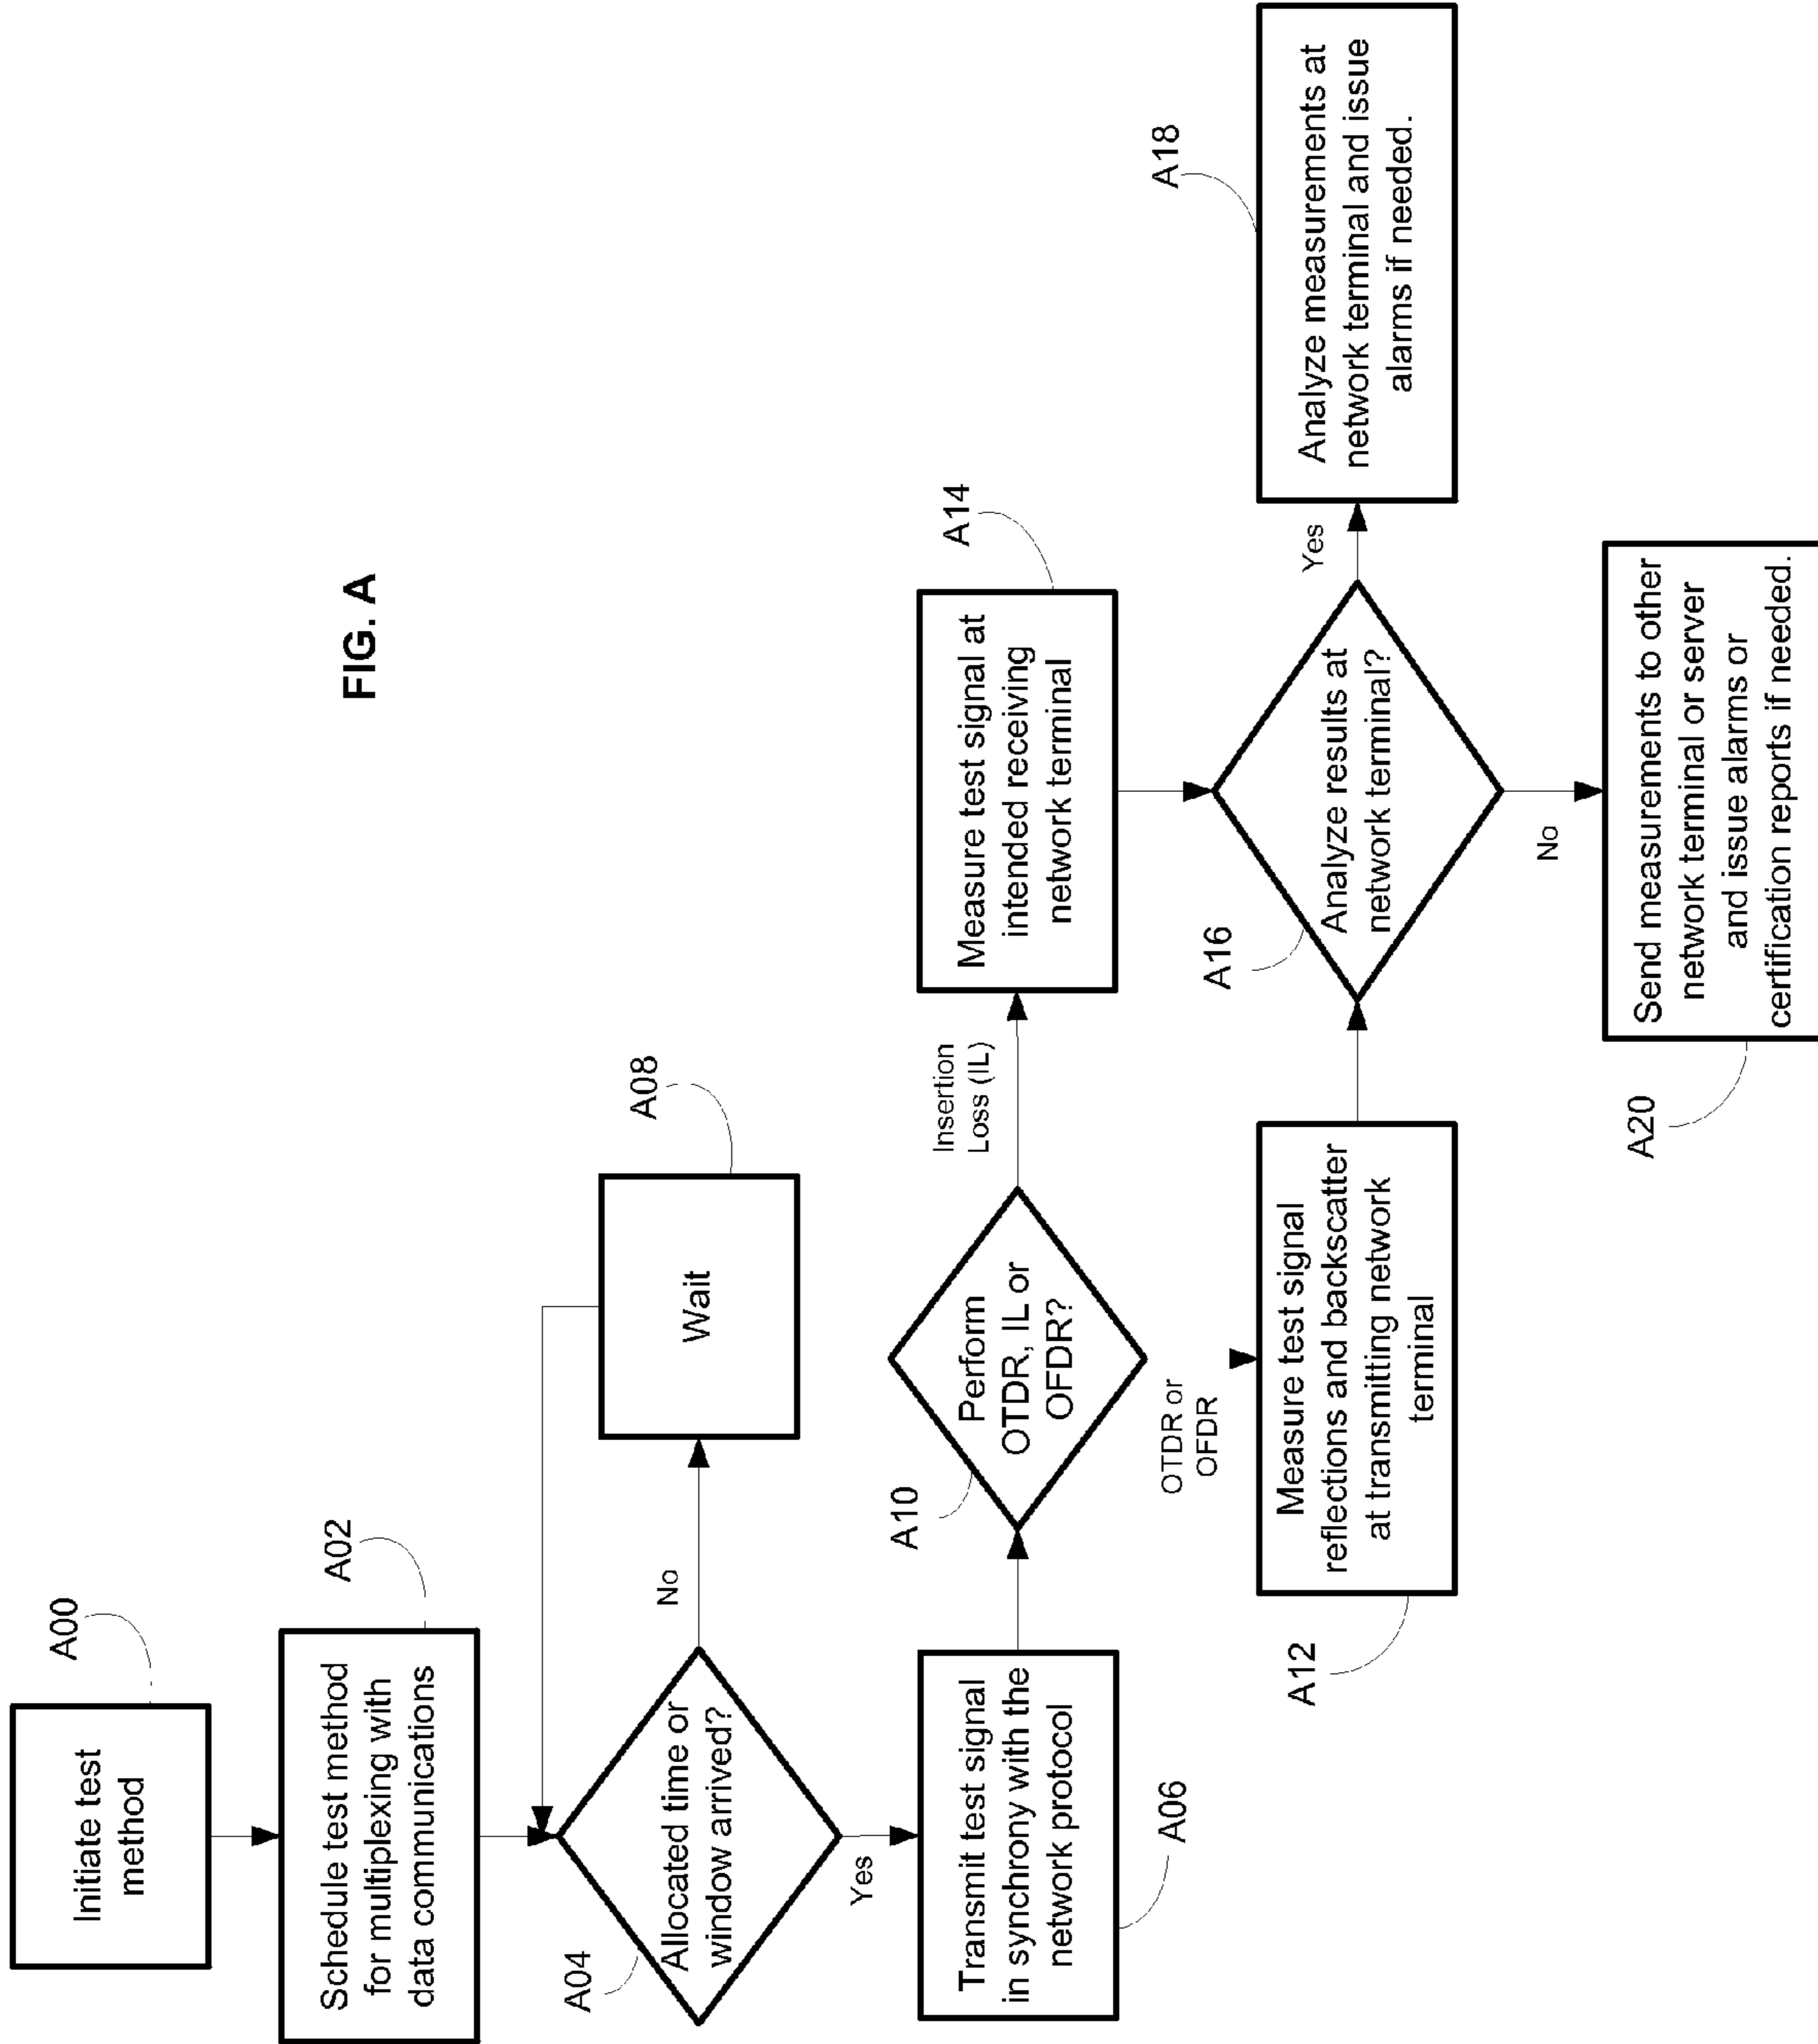 FIG. A
A00
Initiate test
method
A02
Schedule test method
for multiplexing with
data communications
A04
Allocated time or
window arrived?
No
A08
Wait
Yes
A06
Transmit test signal
in synchrony with the
network protocol
A10
Perform
OTDR, IL or
OFDR?
Insertion
Loss (IL)
A14
Measure test signal at
intended receiving
network terminal
OTDR or
OFDR
A12
Measure test signal
reflections and backscatter
at transmitting network
terminal
A16
Analyze results at
network terminal?
Yes
A18
Analyze measurements at
network terminal and issue
alarms if needed.
No
A20
Send measurements to other
network terminal or server
and issue alarms or
certification reports if needed.